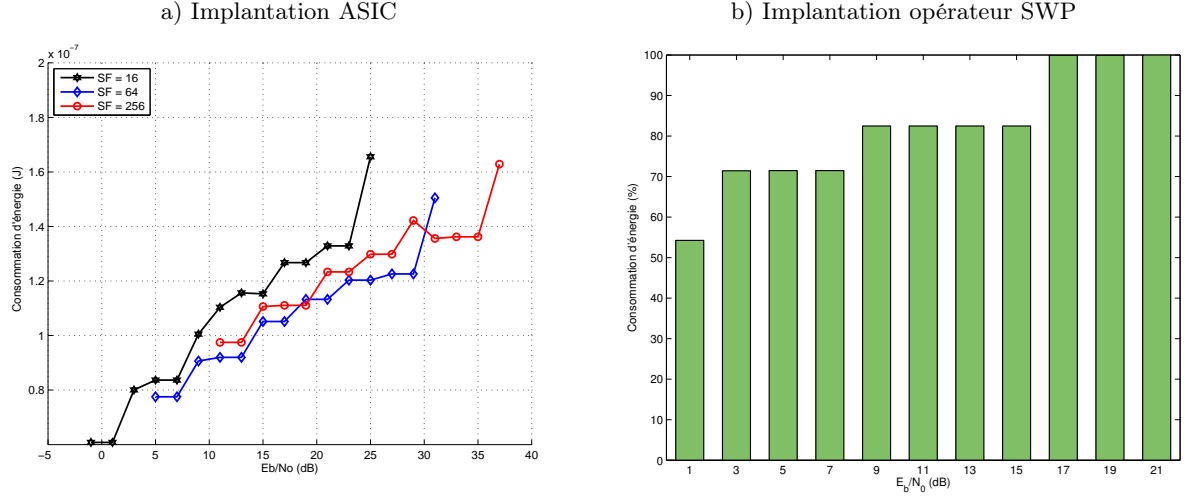 a) Implantation ASIC
x 10⁻⁷
2
1.8
1.6
1.4
1.2
1
0.8
Consommation d'énergie (J)
SF = 16
SF = 64
SF = 256
−5 0 5 10 15 20 25 30 35 40
Eb/No (dB)
b) Implantation opérateur SWP
100
90
80
70
60
50
40
30
20
10
0
Consommation d'énergie (%)
1 3 5 7 9 11 13 15 17 19 21
E_b/N_0 (dB)